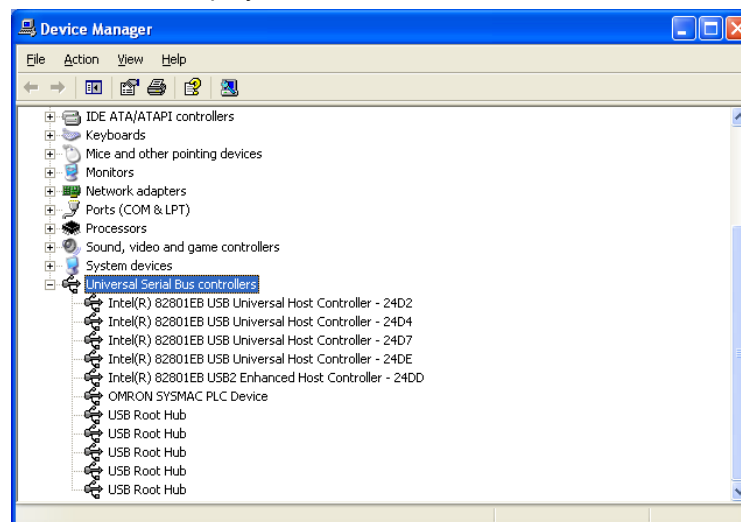 Device Manager
File Action View Help
IDE ATA/ATAPI controllers
Keyboards
Mice and other pointing devices
Monitors
Network adapters
Ports (COM & LPT)
Processors
Sound, video and game controllers
System devices
Universal Serial Bus controllers
Intel(R) 82801EB USB Universal Host Controller - 24D2
Intel(R) 82801EB USB Universal Host Controller - 24D4
Intel(R) 82801EB USB Universal Host Controller - 24D7
Intel(R) 82801EB USB Universal Host Controller - 24DE
Intel(R) 82801EB USB2 Enhanced Host Controller - 24DD
OMRON SYSMAC PLC Device
USB Root Hub
USB Root Hub
USB Root Hub
USB Root Hub
USB Root Hub